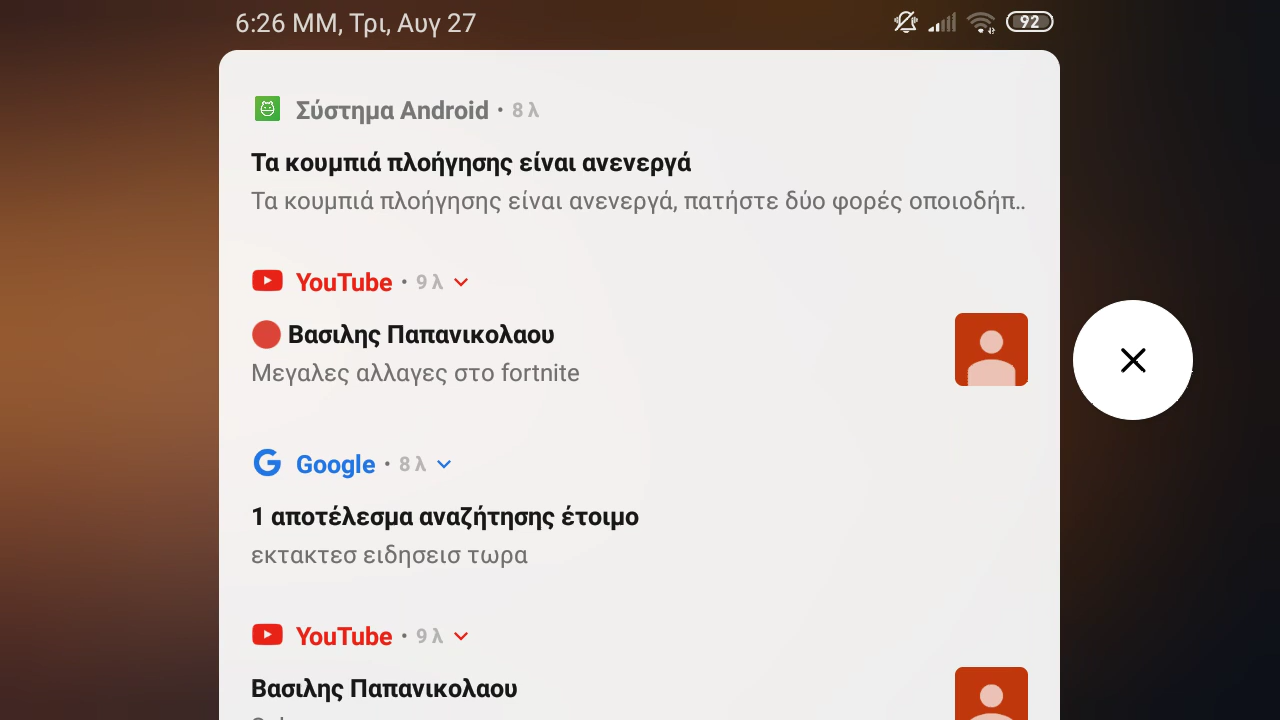 6:26 ΜΜ, Τρι, Αυγ 27
92
Σύστημα Android • 8 λ
Τα κουμπιά πλοήγησης είναι ανενεργά
Τα κουμπιά πλοήγησης είναι ανενεργά, πατήστε δύο φορές οποιοδήπ..
YouTube • 9 λ
Βασιλης Παπανικολαου
Μεγαλες αλλαγες στο fortnite
Google • 8 λ
1 αποτέλεσμα αναζήτησης έτοιμο
εκτακτεσ ειδησεισ τωρα
YouTube • 9 λ
Βασιλης Παπανικολαου